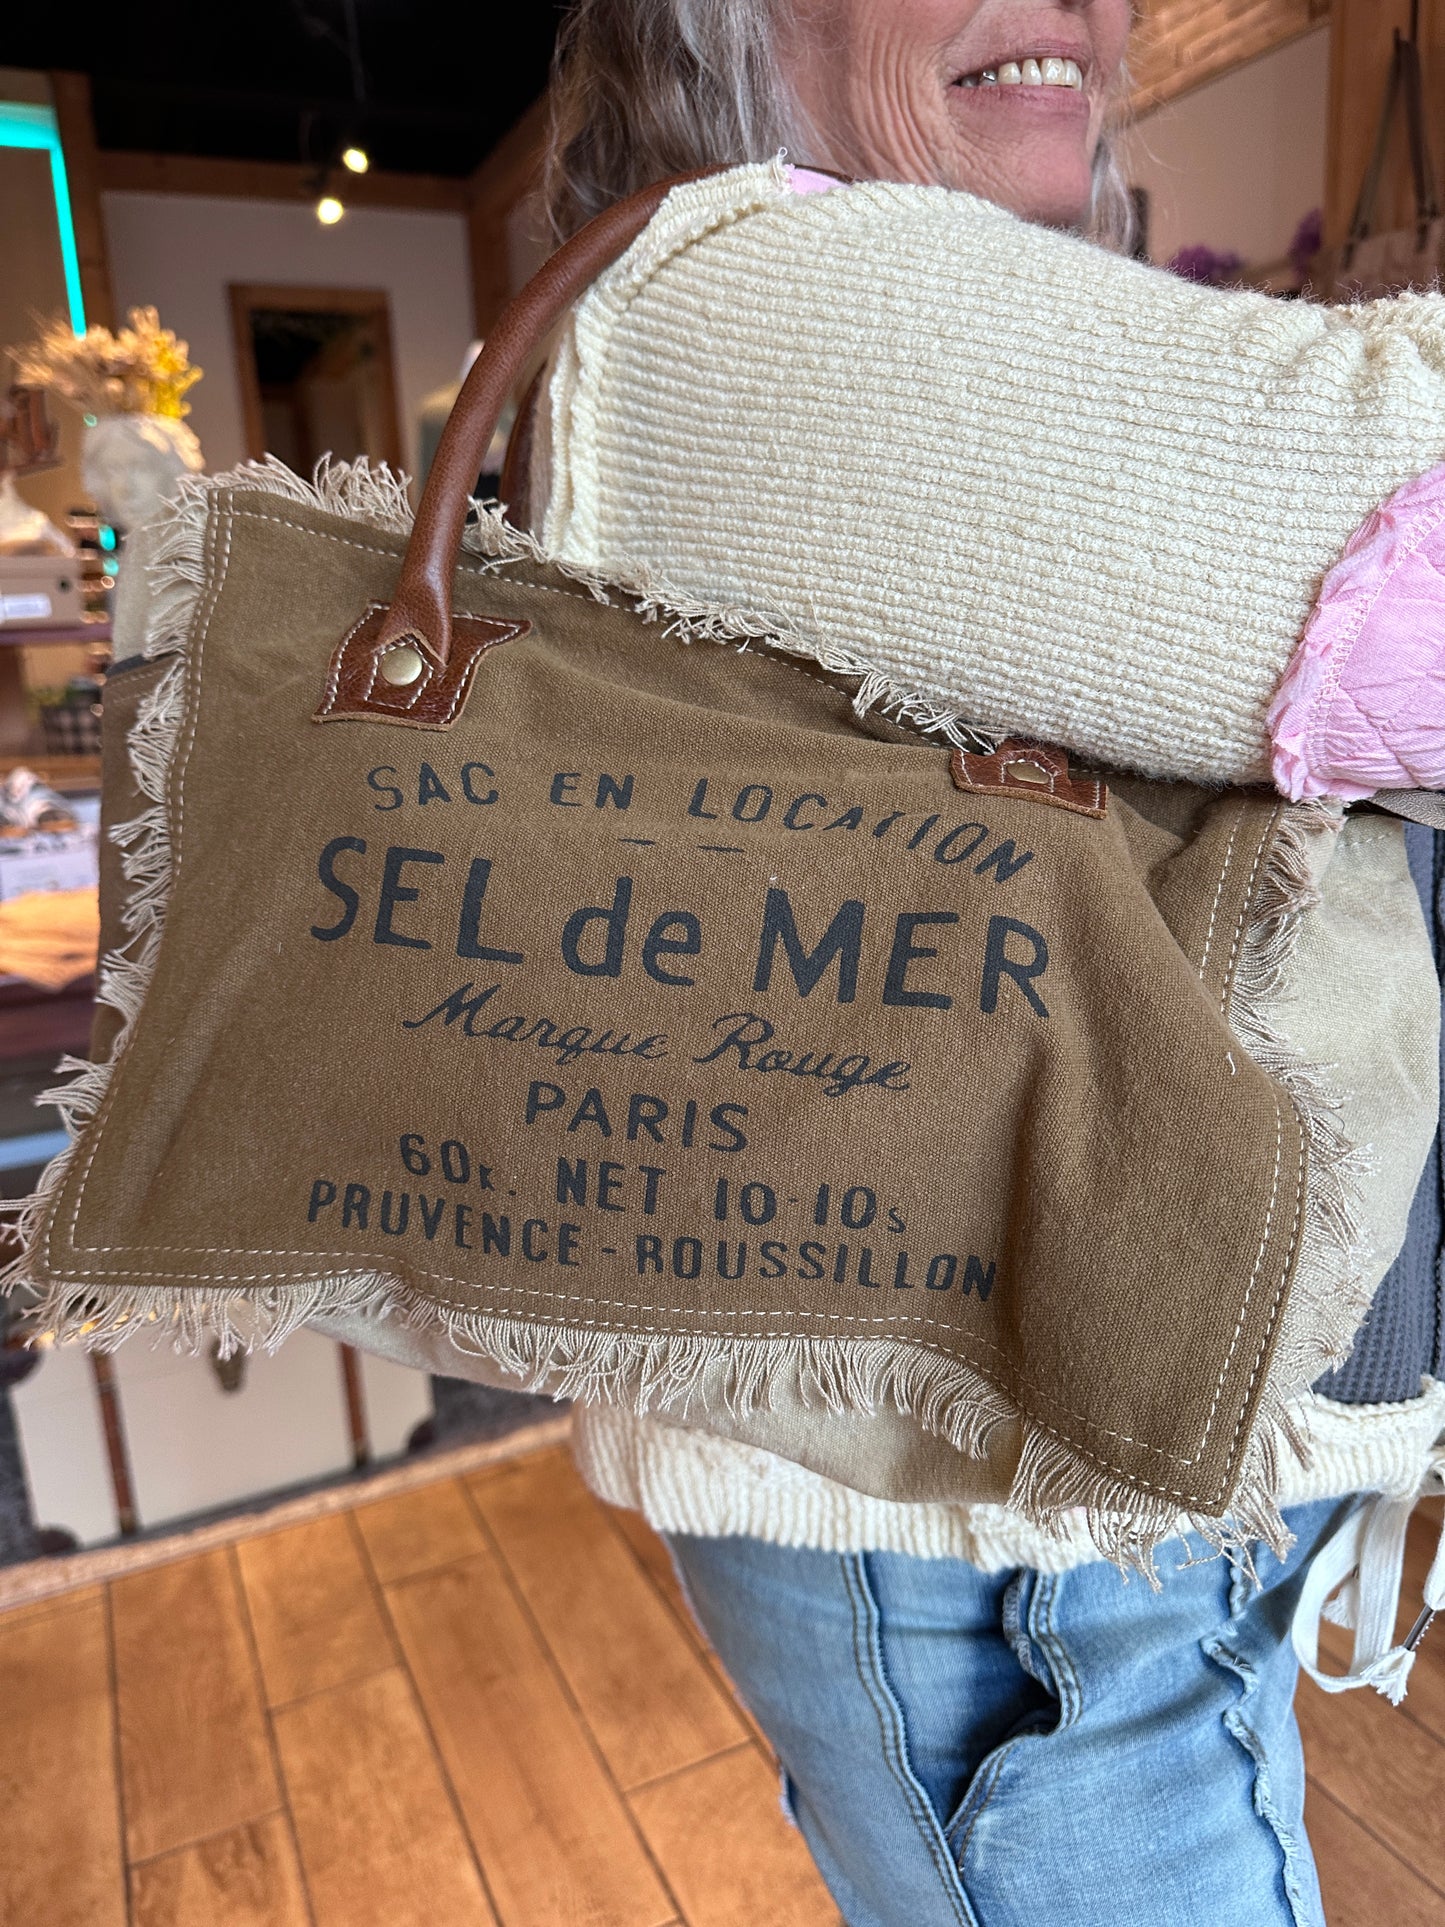 SAC EN LOCATION
SEL de MER
Marque Rouge
PARIS
60K. NET 10-10s
PRUVENCE - ROUSSILLON